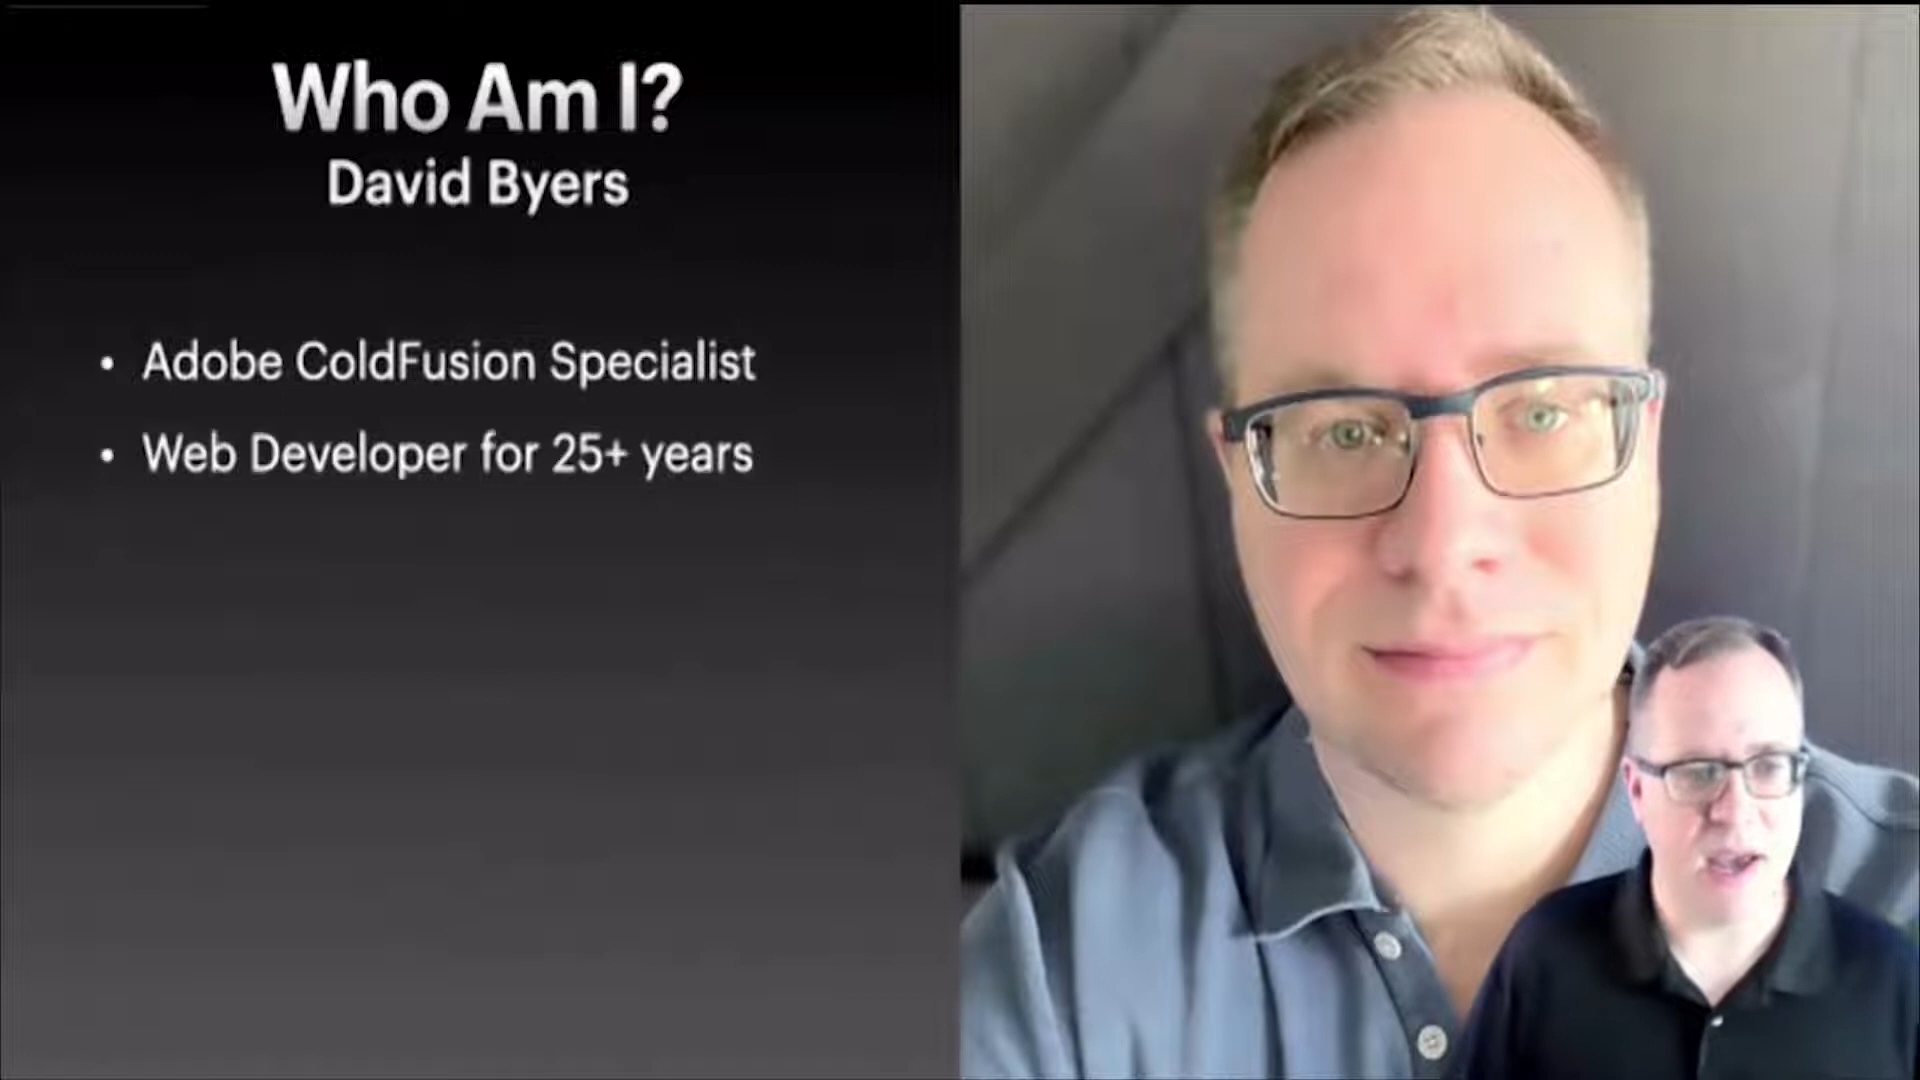 Who Am I?
David Byers
• Adobe ColdFusion Specialist
• Web Developer for 25+ years